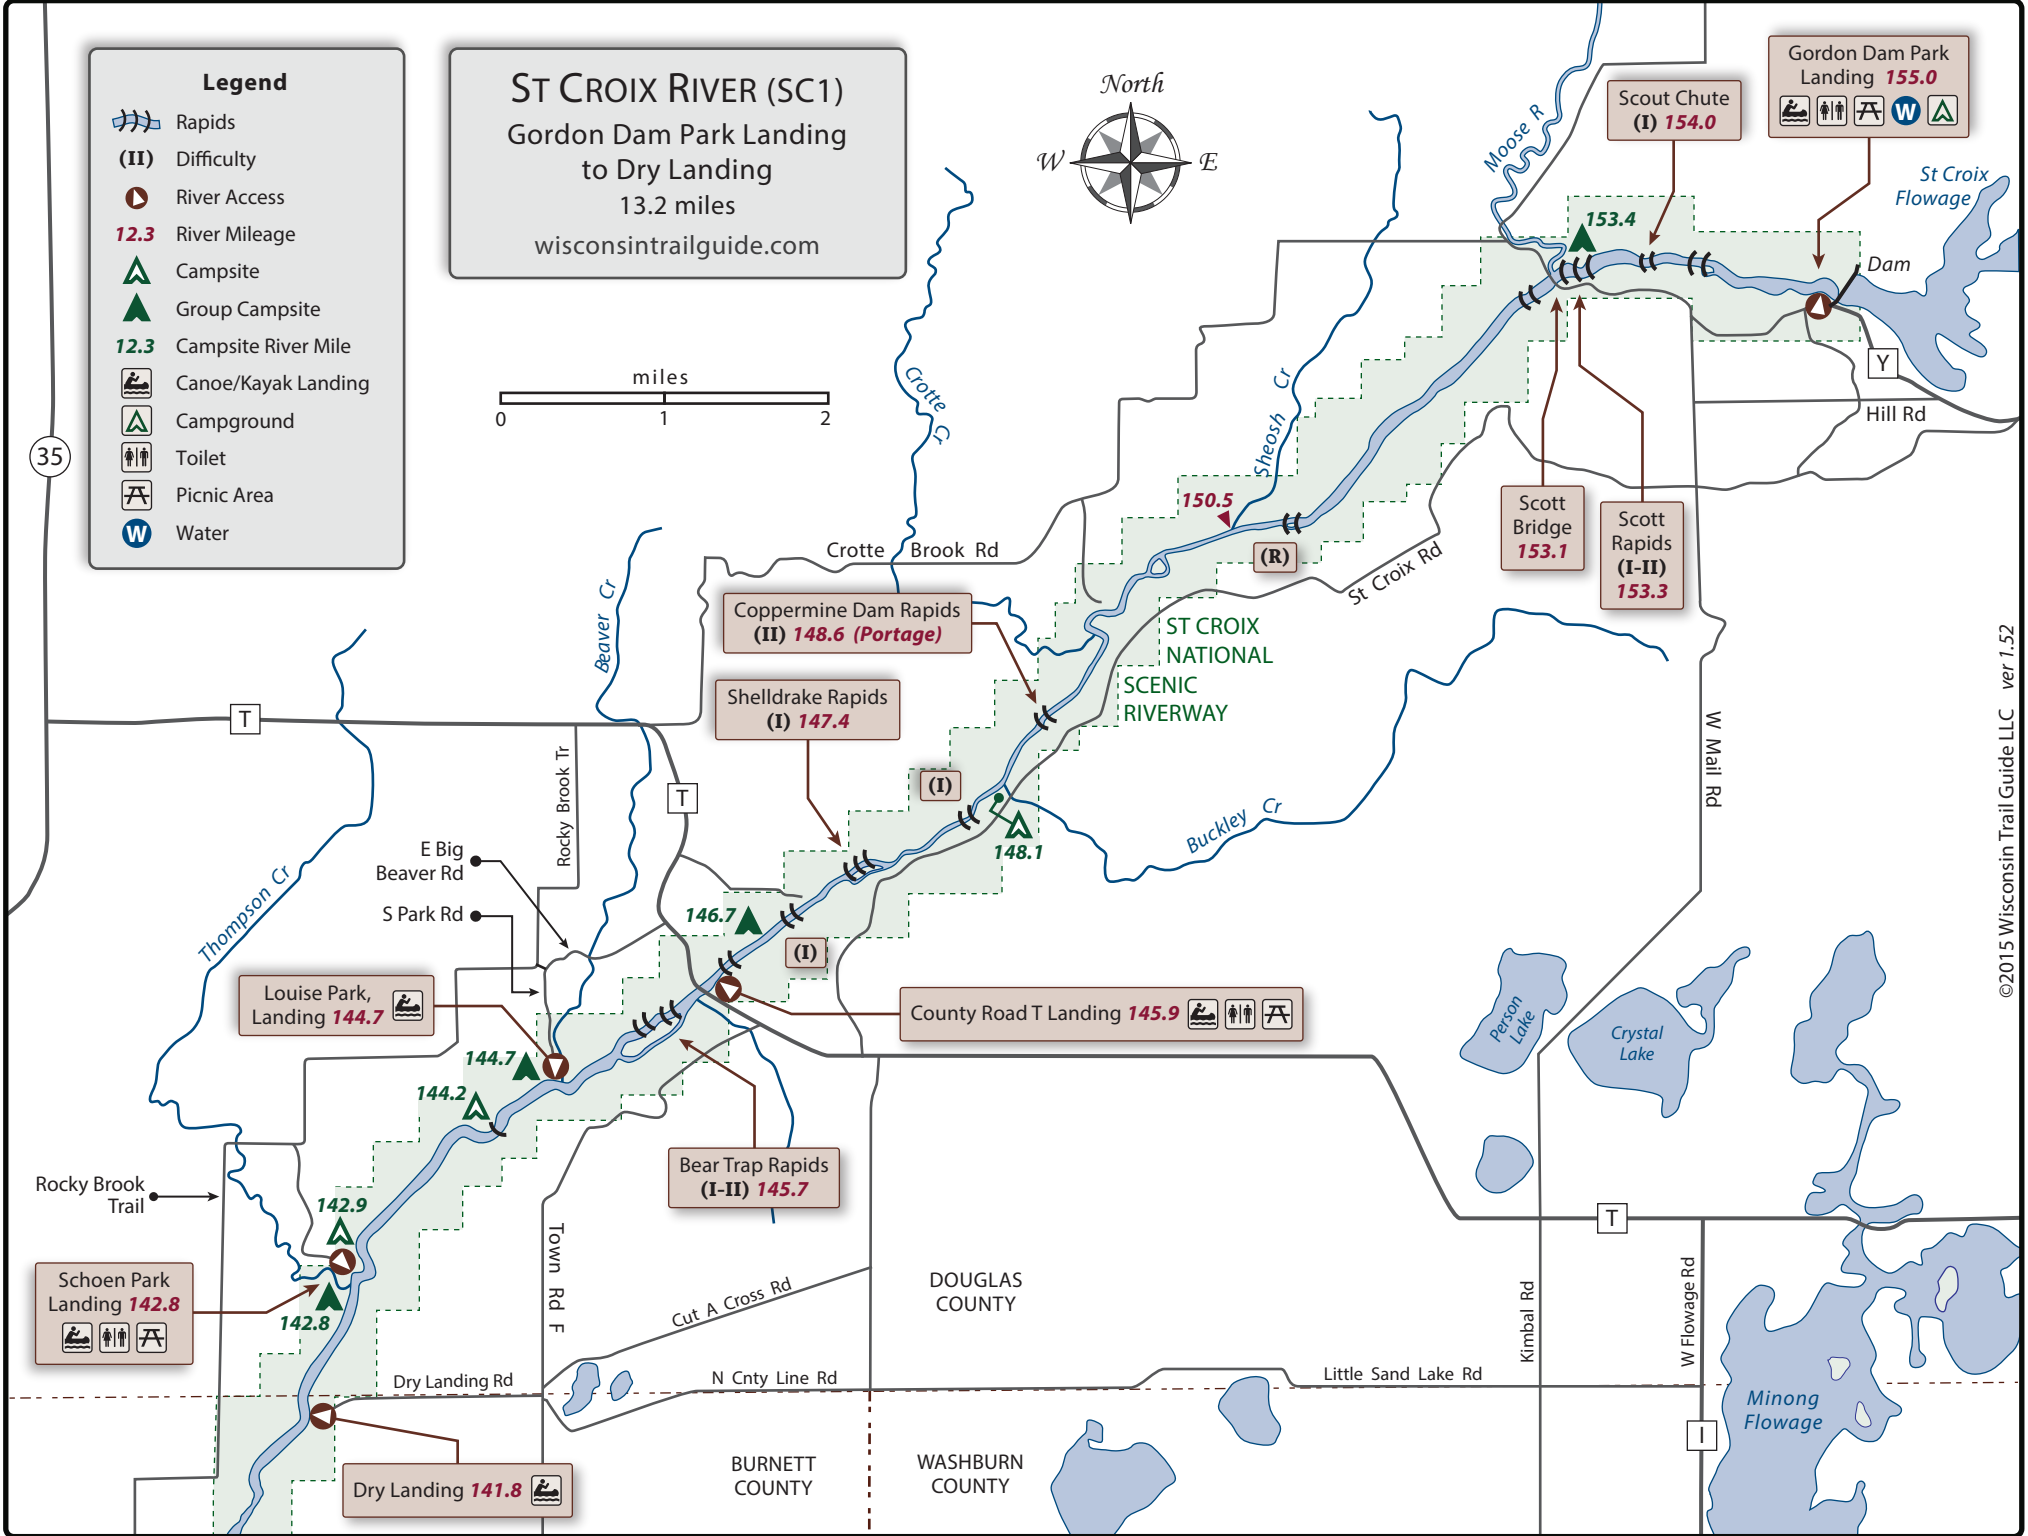 Legend
Rapids
(II) Difficulty
River Access
12.3 River Mileage
Campsite
Group Campsite
12.3 Campsite River Mile
Canoe/Kayak Landing
Campground
Toilet
Picnic Area
W Water
ST CROIX RIVER (SC1)
Gordon Dam Park Landing
to Dry Landing
13.2 miles
wisconsintrailguide.com
North
W E
miles
0 1 2
Moose R
Scout Chute
(I) 154.0
Gordon Dam Park
Landing 155.0
W
St Croix
Flowage
153.4
Dam
Y
Hill Rd
35
Crotte
Cr
Sheosh Cr
150.5
(R)
Scott
Bridge
153.1
Scott
Rapids
(I-II)
153.3
Crotte Brook Rd
St Croix Rd
Beaver Cr
Coppermine Dam Rapids
(II) 148.6 (Portage)
ST CROIX
NATIONAL
SCENIC
RIVERWAY
Shelldrake Rapids
(I) 147.4
T
T
Rocky Brook Tr
(I)
148.1
Buckley Cr
W Mail Rd
E Big
Beaver Rd
S Park Rd
Thompson Cr
146.7
(I)
Louise Park,
Landing 144.7
County Road T Landing 145.9
Person
Lake
Crystal
Lake
144.7
144.2
Bear Trap Rapids
(I-II) 145.7
Rocky Brook
Trail
142.9
T
Schoen Park
Landing 142.8
142.8
Town Rd F
Cut A Cross Rd
DOUGLAS
COUNTY
Kimbal Rd
W Flowage Rd
Dry Landing Rd
N Cnty Line Rd
Little Sand Lake Rd
Minong
Flowage
I
Dry Landing 141.8
BURNETT
COUNTY
WASHBURN
COUNTY
©2015 Wisconsin Trail Guide LLC ver 1.52